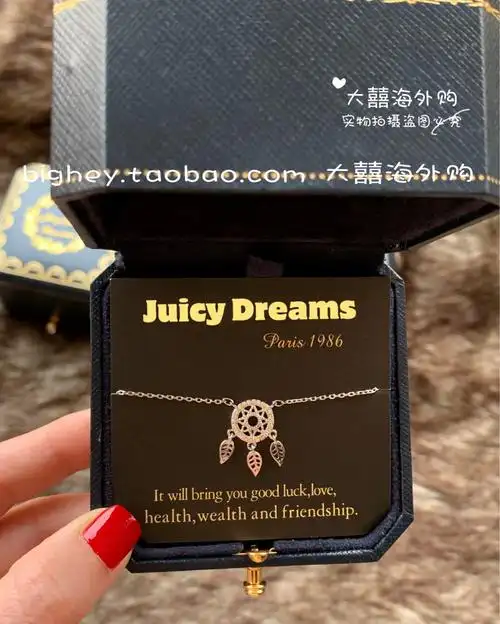 大囍海外购
实物拍摄盗图必究
bighey.taobao.com 大囍海外购
Juicy Dreams
Paris 1986
It will bring you good luck,love,
health,wealth and friendship.